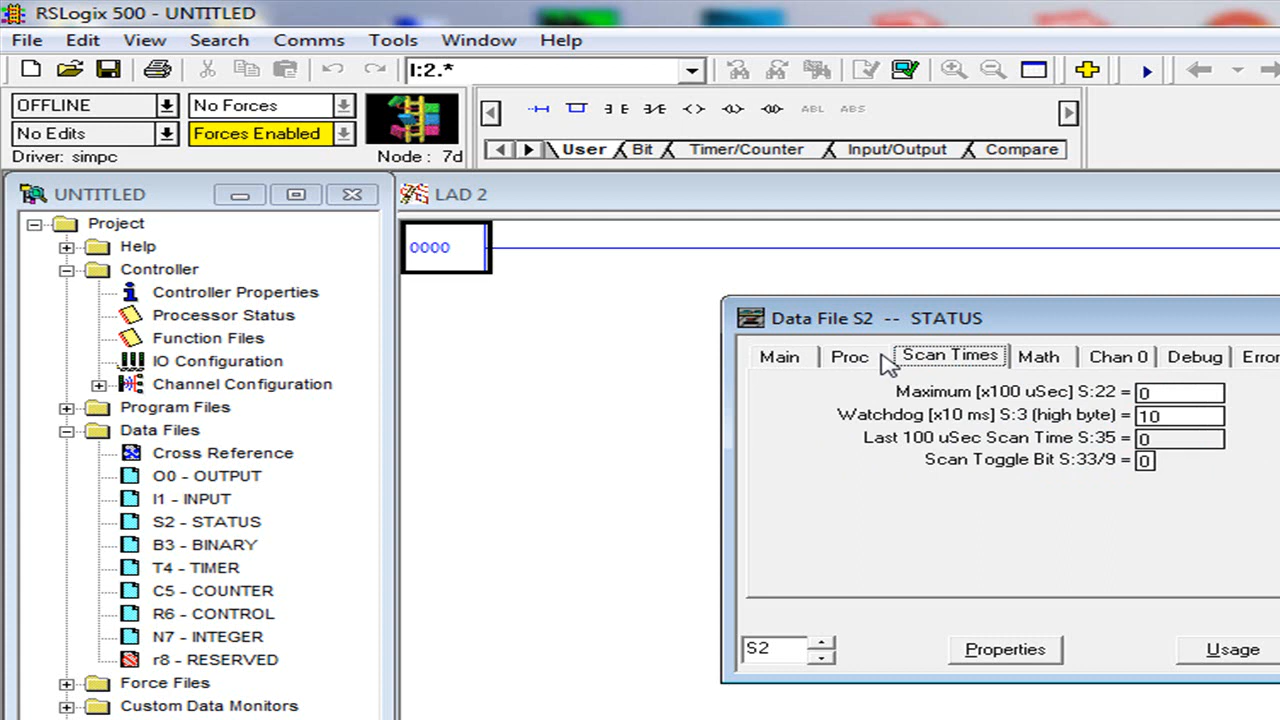 RSLogix 500 - UNTITLED
File Edit View Search Comms Tools Window Help
I:2.*
OFFLINE No Forces
No Edits Forces Enabled
Driver: simpc Node : 7d
ABL ABS
User Bit Timer/Counter Input/Output Compare
UNTITLED
LAD 2
Project
Help
Controller
Controller Properties
Processor Status
Function Files
IO Configuration
Channel Configuration
Program Files
Data Files
Cross Reference
O0 - OUTPUT
I1 - INPUT
S2 - STATUS
B3 - BINARY
T4 - TIMER
C5 - COUNTER
R6 - CONTROL
N7 - INTEGER
r8 - RESERVED
Force Files
Custom Data Monitors
0000
Data File S2 -- STATUS
Main Proc Scan Times Math Chan 0 Debug Error
Maximum [x100 uSec] S:22 = 0
Watchdog [x10 ms] S:3 (high byte) = 10
Last 100 uSec Scan Time S:35 = 0
Scan Toggle Bit S:33/9 = 0
S2 Properties Usage